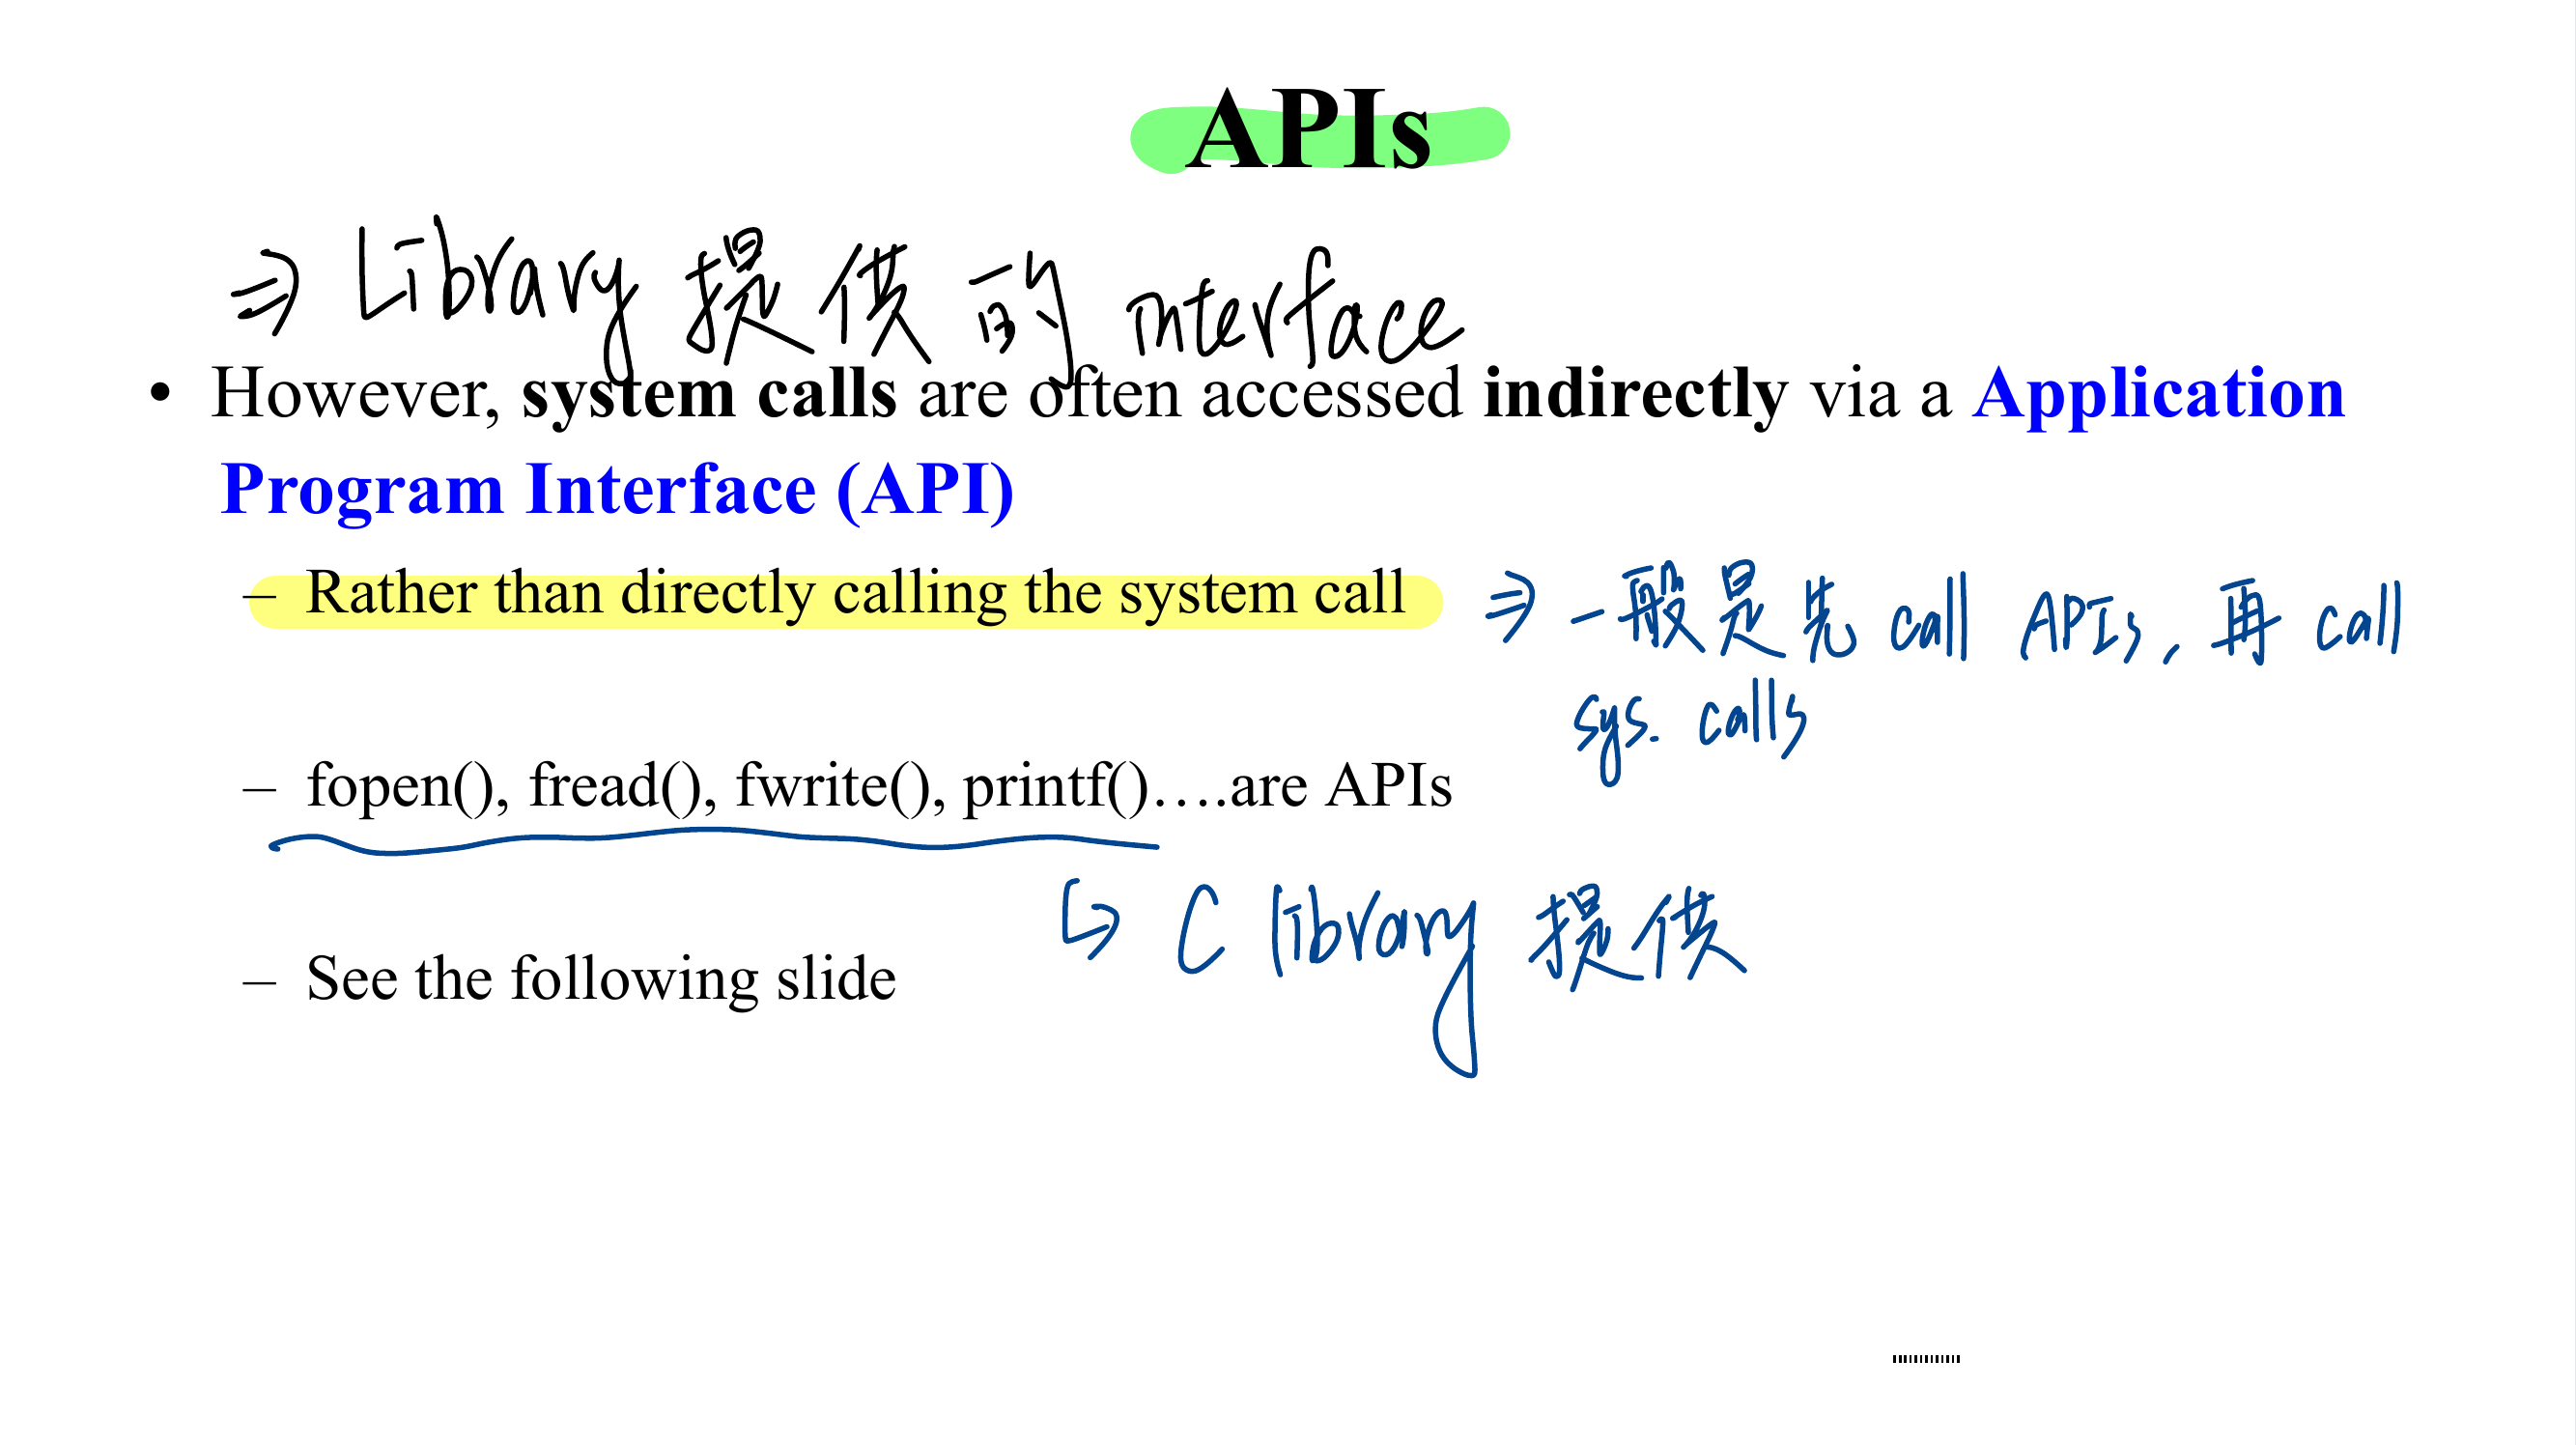 APIs
⇒ Library 提供的 interface
• However, system calls are often accessed indirectly via a Application
Program Interface (API)
– Rather than directly calling the system call
⇒ 一般是先 call APIs, 再 call
sys. calls
– fopen(), fread(), fwrite(), printf()….are APIs
↳ C library 提供
– See the following slide